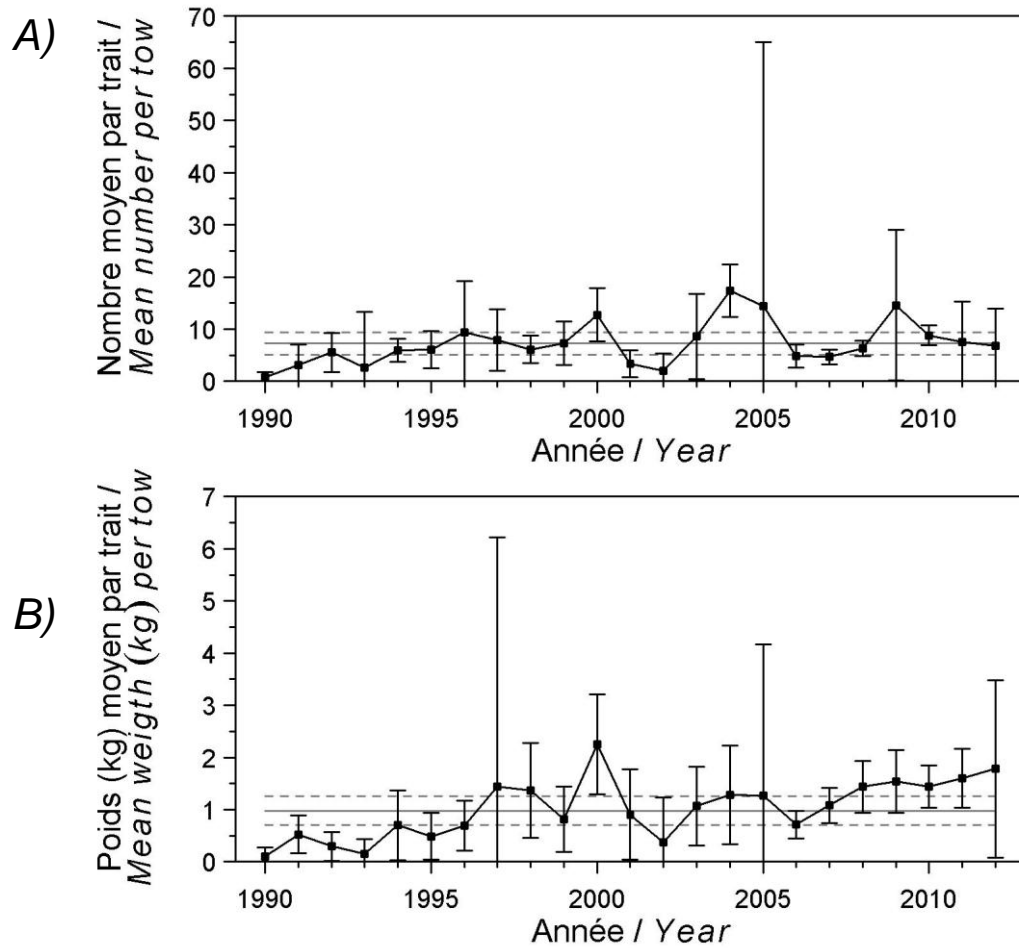 A)
Nombre moyen par trait /
Mean number per tow
70
60
50
40
30
20
10
0
1990 1995 2000 2005 2010
Année / Year
B)
Poids (kg) moyen par trait /
Mean weigth (kg) per tow
7
6
5
4
3
2
1
0
1990 1995 2000 2005 2010
Année / Year